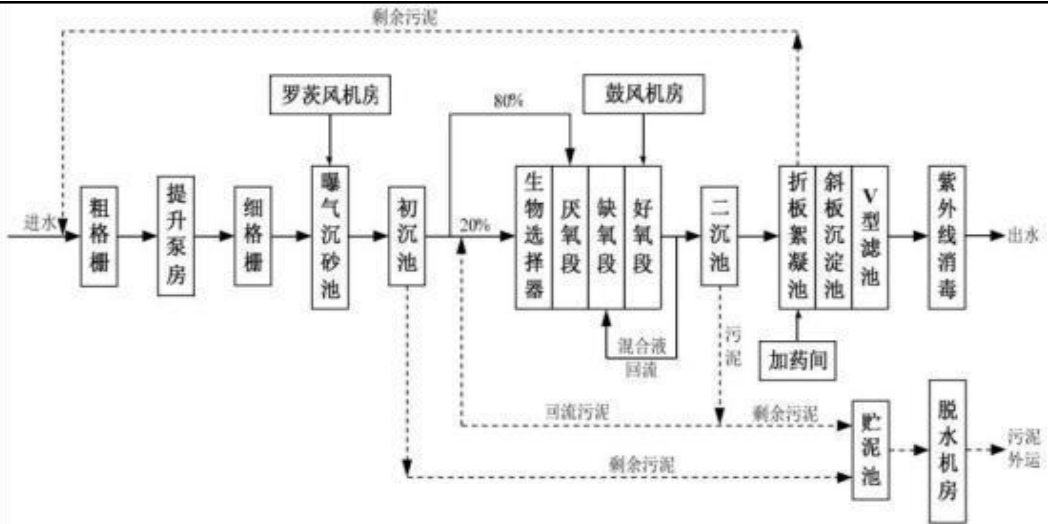 剩余污泥
罗茨风机房
80%
鼓风机房
进水
粗格栅
提升泵房
细格栅
曝气沉砂池
初沉池
20%
生物选择器
厌氧段
缺氧段
好氧段
二沉池
折板絮凝池
斜板沉淀池
V型滤池
紫外线消毒
出水
混合液
回流
污泥
加药间
回流污泥
剩余污泥
贮泥池
脱水机房
污泥
外运
剩余污泥